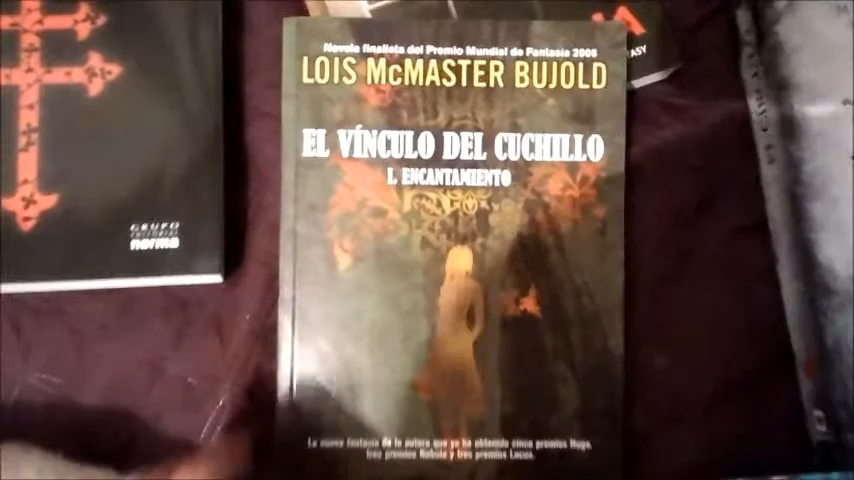 Novela finalista del Premio Mundial de Fantasía 2005
LOIS McMASTER BUJOLD
EL VÍNCULO DEL CUCHILLO
I. ENCANTAMIENTO
La nueva fantasía de la autora que ya ha obtenido cinco premios Hugo,
tres premios Nebula y tres premios Locus.
GRUPO
EDITORIAL
norma